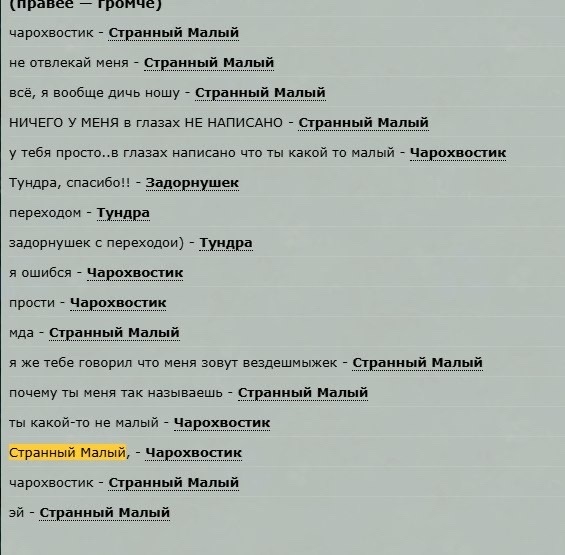 (правее — громче)
чарохвостик - Странный Малый
не отвлекай меня - Странный Малый
всё, я вообще дичь ношу - Странный Малый
НИЧЕГО У МЕНЯ в глазах НЕ НАПИСАНО - Странный Малый
у тебя просто..в глазах написано что ты какой то малый - Чарохвостик
Тундра, спасибо!! - Задорнушек
переходом - Тундра
задорнушек с переходои) - Тундра
я ошибся - Чарохвостик
прости - Чарохвостик
мда - Странный Малый
я же тебе говорил что меня зовут вездешмыжек - Странный Малый
почему ты меня так называешь - Странный Малый
ты какой-то не малый - Чарохвостик
Странный Малый, - Чарохвостик
чарохвостик - Странный Малый
эй - Странный Малый